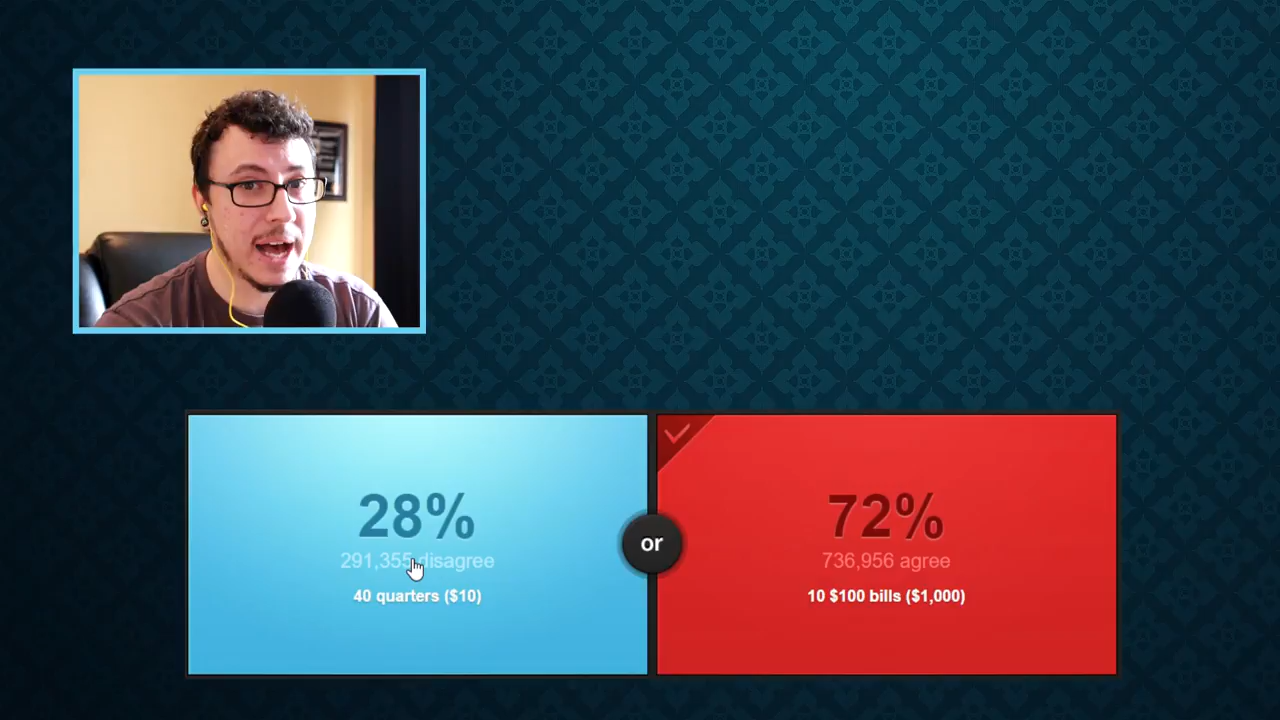 28%
291,355 disagree
40 quarters ($10)
or
72%
736,956 agree
10 $100 bills ($1,000)